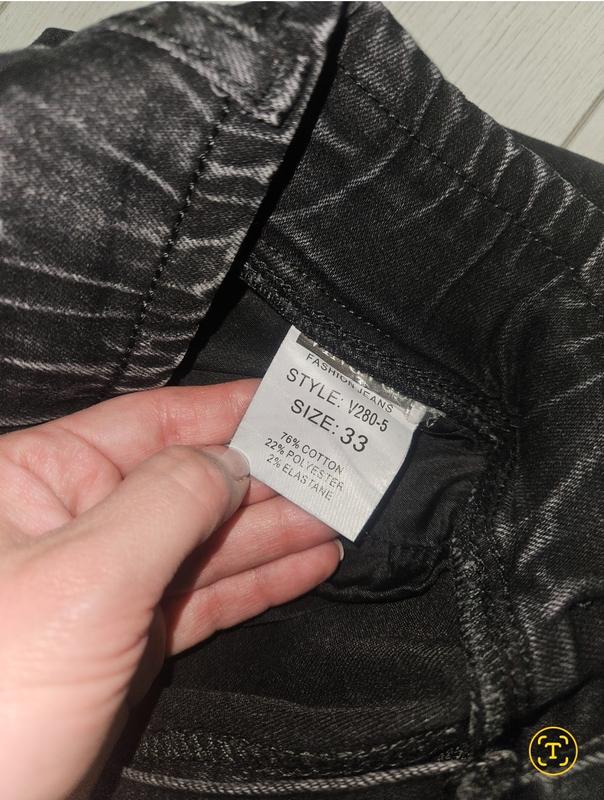 FASHION JEANS
STYLE: V280-5
SIZE: 33
76% COTTON
22% POLYESTER
2% ELASTANE